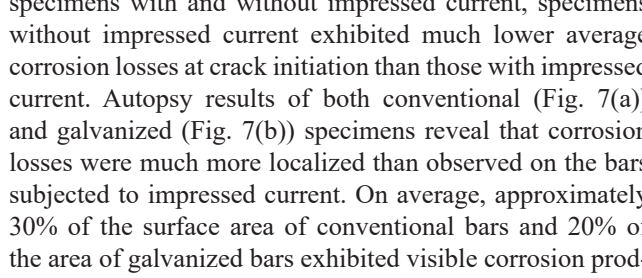 specimens with and without impressed current, specimens
without impressed current exhibited much lower average
corrosion losses at crack initiation than those with impressed
current. Autopsy results of both conventional (Fig. 7(a))
and galvanized (Fig. 7(b)) specimens reveal that corrosion
losses were much more localized than observed on the bars
subjected to impressed current. On average, approximately
30% of the surface area of conventional bars and 20% of
the area of galvanized bars exhibited visible corrosion prod-